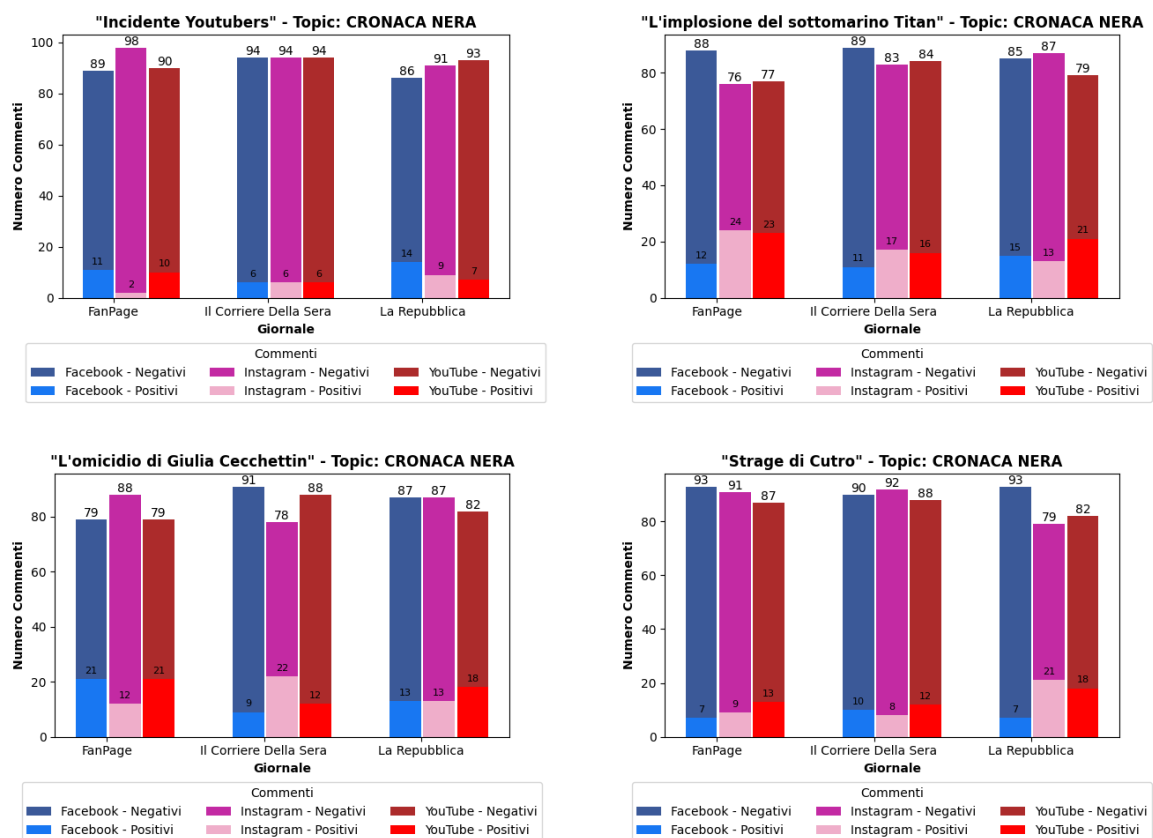 "Incidente Youtubers" - Topic: CRONACA NERA
Numero Commenti
100
80
60
40
20
0
89 98 90 94 94 94 86 91 93
11 2 10 6 6 6 14 9 7
FanPage Il Corriere Della Sera La Repubblica
Giornale
Commenti
Facebook - Negativi Instagram - Negativi YouTube - Negativi
Facebook - Positivi Instagram - Positivi YouTube - Positivi
"L'implosione del sottomarino Titan" - Topic: CRONACA NERA
Numero Commenti
80
60
40
20
0
88 76 77 89 83 84 85 87 79
12 24 23 11 17 16 15 13 21
FanPage Il Corriere Della Sera La Repubblica
Giornale
Commenti
Facebook - Negativi Instagram - Negativi YouTube - Negativi
Facebook - Positivi Instagram - Positivi YouTube - Positivi
"L'omicidio di Giulia Cecchettin" - Topic: CRONACA NERA
Numero Commenti
80
60
40
20
0
79 88 79 91 78 88 87 87 82
21 12 21 9 22 12 13 13 18
FanPage Il Corriere Della Sera La Repubblica
Giornale
Commenti
Facebook - Negativi Instagram - Negativi YouTube - Negativi
Facebook - Positivi Instagram - Positivi YouTube - Positivi
"Strage di Cutro" - Topic: CRONACA NERA
Numero Commenti
80
60
40
20
0
93 91 87 90 92 88 93 79 82
7 9 13 10 8 12 7 21 18
FanPage Il Corriere Della Sera La Repubblica
Giornale
Commenti
Facebook - Negativi Instagram - Negativi YouTube - Negativi
Facebook - Positivi Instagram - Positivi YouTube - Positivi